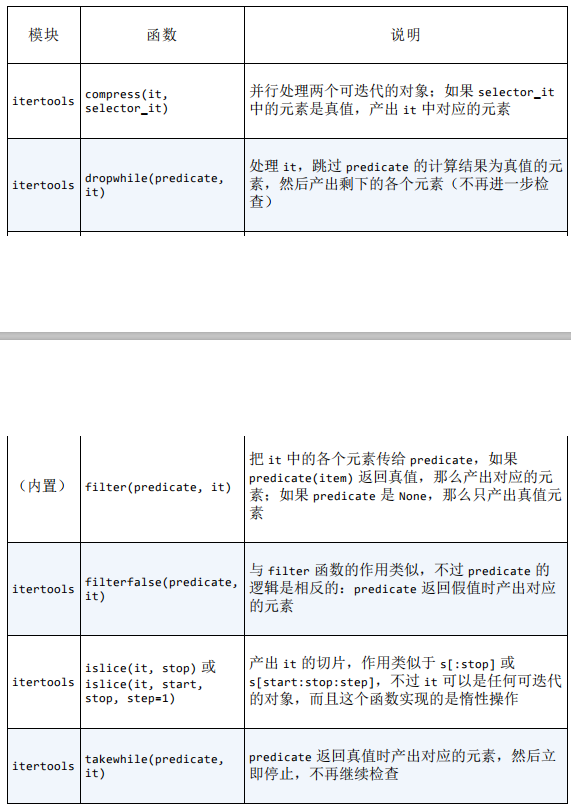 模块 函数 说明
itertools
compress(it,
selector_it)
并行处理两个可迭代的对象；如果 selector_it
中的元素是真值，产出 it 中对应的元素
itertools
dropwhile(predicate,
it)
处理 it，跳过 predicate 的计算结果为真值的元
素，然后产出剩下的各个元素（不再进一步检
查）
（内置）
filter(predicate, it)
把 it 中的各个元素传给 predicate，如果
predicate(item) 返回真值，那么产出对应的元
素；如果 predicate 是 None，那么只产出真值元
素
itertools
filterfalse(predicate,
it)
与 filter 函数的作用类似，不过 predicate 的
逻辑是相反的：predicate 返回假值时产出对应
的元素
itertools
islice(it, stop) 或
islice(it, start,
stop, step=1)
产出 it 的切片，作用类似于 s[:stop] 或
s[start:stop:step]，不过 it 可以是任何可迭代
的对象，而且这个函数实现的是惰性操作
itertools
takewhile(predicate,
it)
predicate 返回真值时产出对应的元素，然后立
即停止，不再继续检查